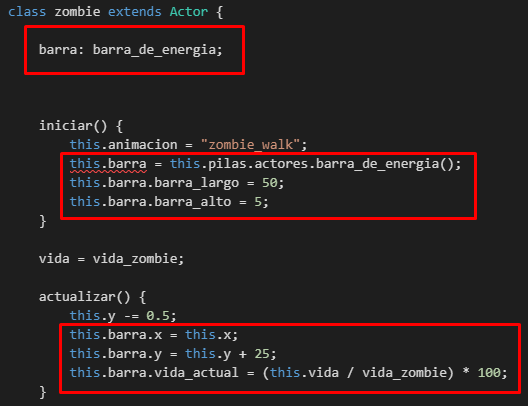 class zombie extends Actor {
barra: barra_de_energia;
iniciar() {
this.animacion = "zombie_walk";
this.barra = this.pilas.actores.barra_de_energia();
this.barra.barra_largo = 50;
this.barra.barra_alto = 5;
}
vida = vida_zombie;
actualizar() {
this.y -= 0.5;
this.barra.x = this.x;
this.barra.y = this.y + 25;
this.barra.vida_actual = (this.vida / vida_zombie) * 100;
}